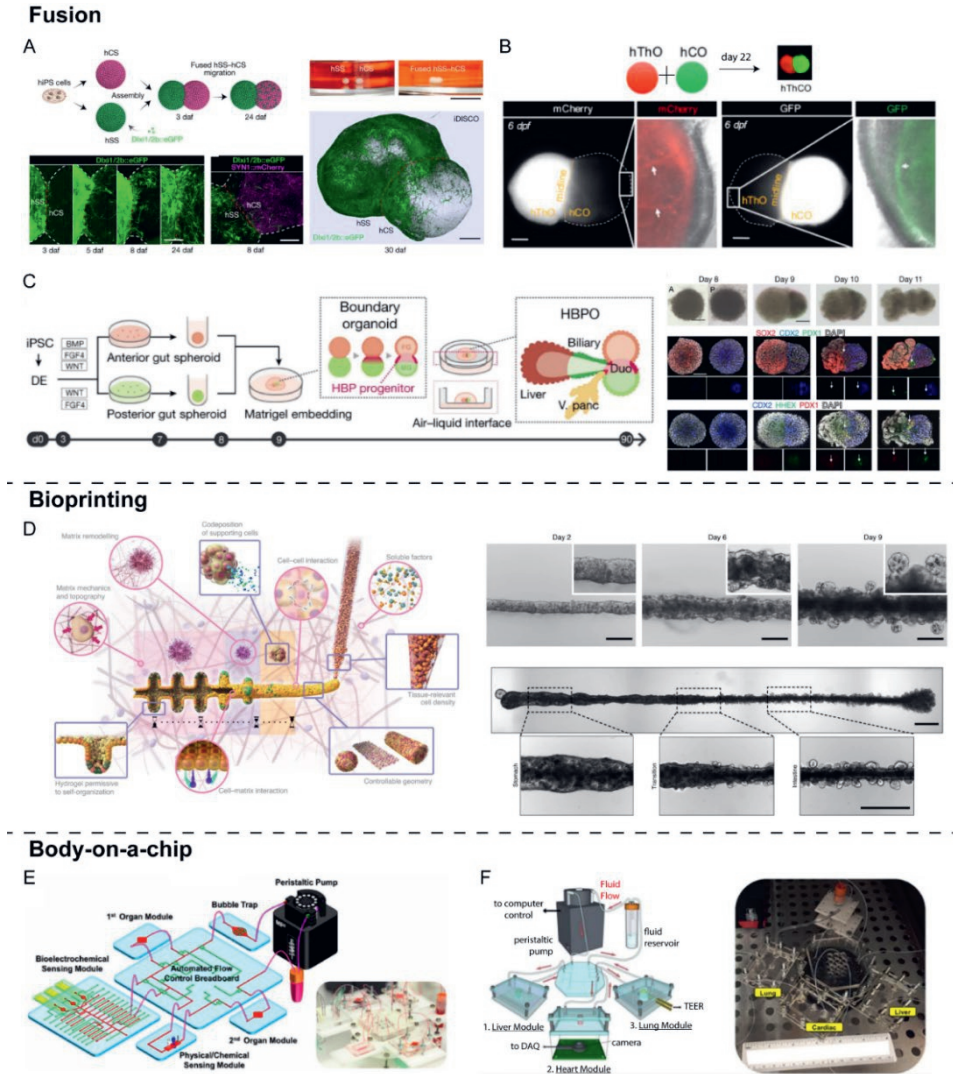 Fusion
A
hCS
hiPS cells
Assembly
Fused hSS–hCS
migration
3 daf
24 daf
hSS
Dlxi1/2b::eGFP
hSS
hCS
Fused hSS-hCS
iDISCO
Dlxi1/2b::eGFP
hSS
hCS
3 daf
5 daf
8 daf
24 daf
Dlxi1/2b::eGFP
SYN1::mCherry
hSS
hCS
8 daf
hSS
hCS
Dlxi1/2b::eGFP
30 daf
B
hThO
hCO
day 22
hThCO
mCherry
mCherry
GFP
GFP
6 dpf
midline
hThO
hCO
6 dpf
midline
hThO
hCO
C
iPSC
DE
BMP
FGF4
WNT
WNT
FGF4
Anterior gut spheroid
Posterior gut spheroid
Matrigel embedding
Boundary
organoid
FG
MG
HBP progenitor
Air–liquid interface
HBPO
Biliary
Duo
Liver
V. panc
d0
3
7
8
9
90
Day 8
Day 9
Day 10
Day 11
A
P
SOX2 CDX2 PDX1 DAPI
CDX2 HHEX PDX1 DAPI
Bioprinting
D
Matrix remodelling
Codeposition
of supporting cells
Cell–cell interaction
Soluble factors
Matrix mechanics
and topography
Tissue-relevant
cell density
Hydrogel permissive
to self-organization
Cell–matrix interaction
Controllable geometry
Day 2
Day 6
Day 9
Stomach
Transition
Intestine
Body-on-a-chip
E
Peristaltic Pump
Bubble Trap
1st Organ Module
Bioelectrochemical
Sensing Module
Automated Flow
Control Breadboard
2nd Organ Module
Physical/Chemical
Sensing Module
F
to computer
control
Fluid
Flow
peristaltic
pump
fluid
reservoir
TEER
1. Liver Module
3. Lung Module
to DAQ
camera
2. Heart Module
Lung
Liver
Cardiac